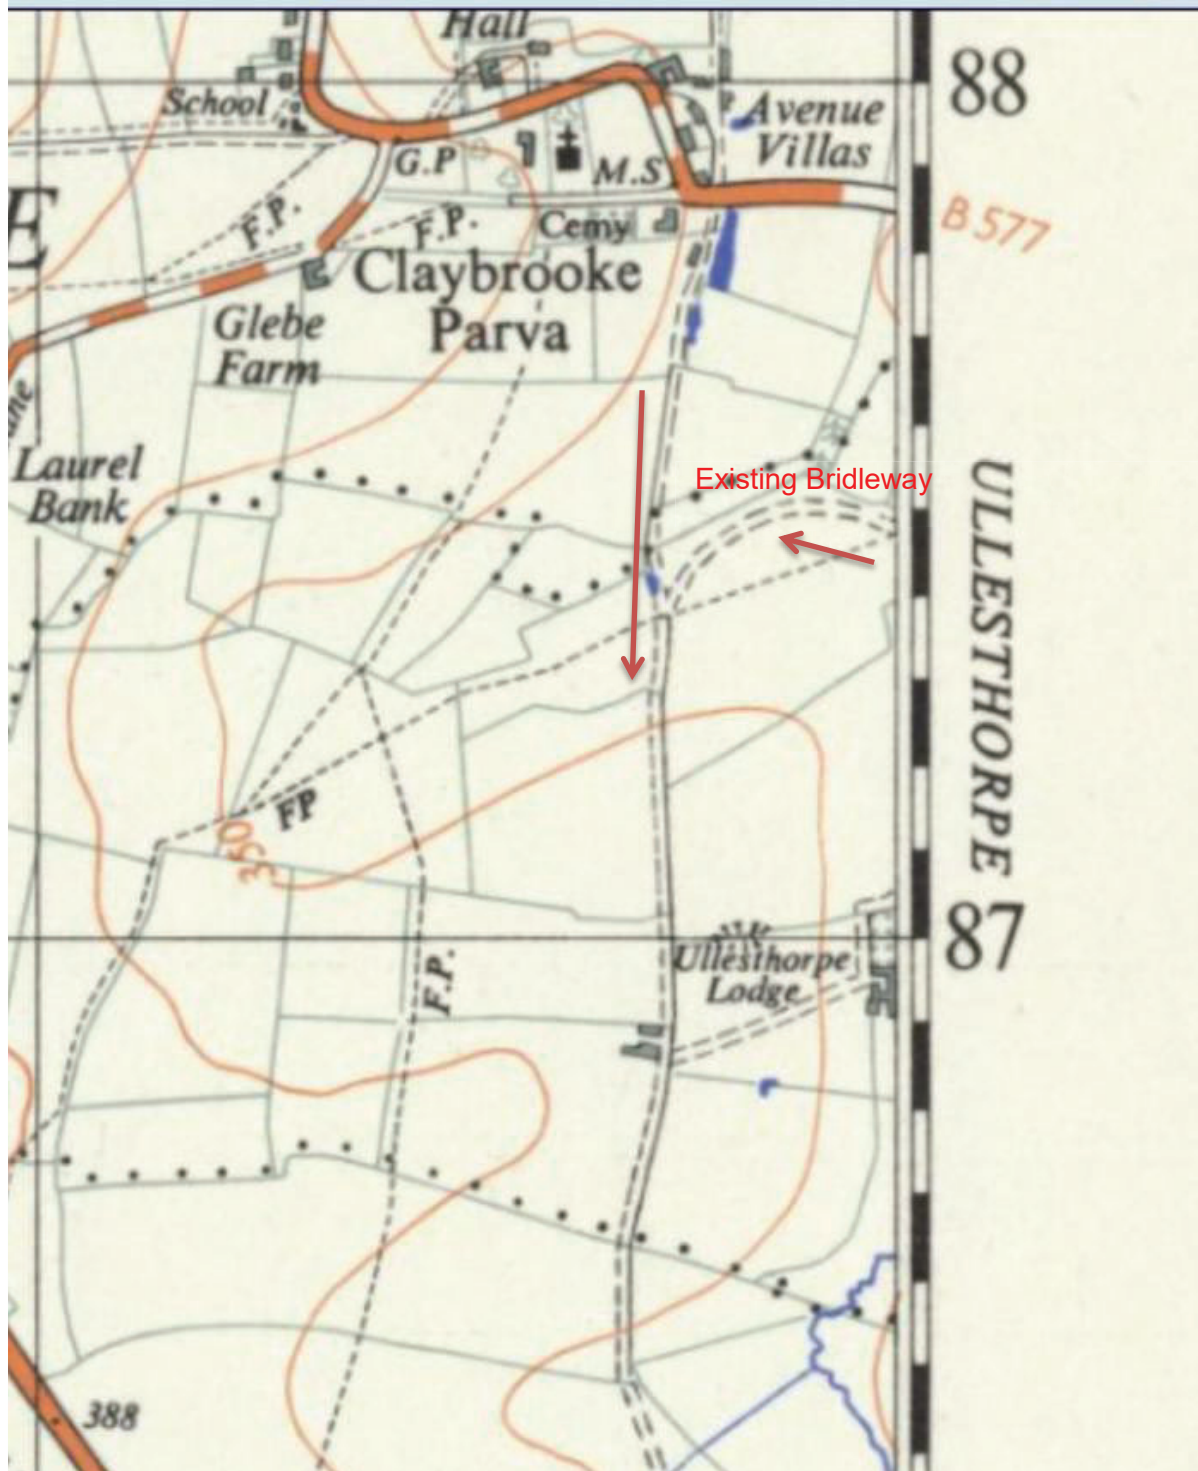 Hall
88
School
Avenue
Villas
G.P
M.S
B 577
E
F.P.
F.P.
Cemy
Claybrooke
Parva
Glebe
Farm
Laurel
Bank
Existing Bridleway
ULLESTHORPE
FP
350
87
Ullesthorpe
Lodge
F.P.
388